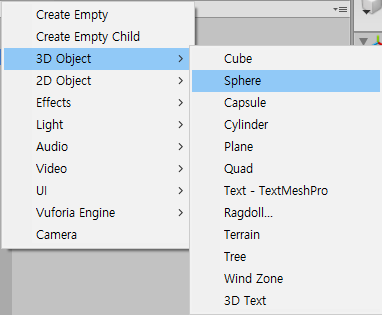 Create Empty
Create Empty Child
3D Object
2D Object
Effects
Light
Audio
Video
UI
Vuforia Engine
Camera
Cube
Sphere
Capsule
Cylinder
Plane
Quad
Text - TextMeshPro
Ragdoll...
Terrain
Tree
Wind Zone
3D Text